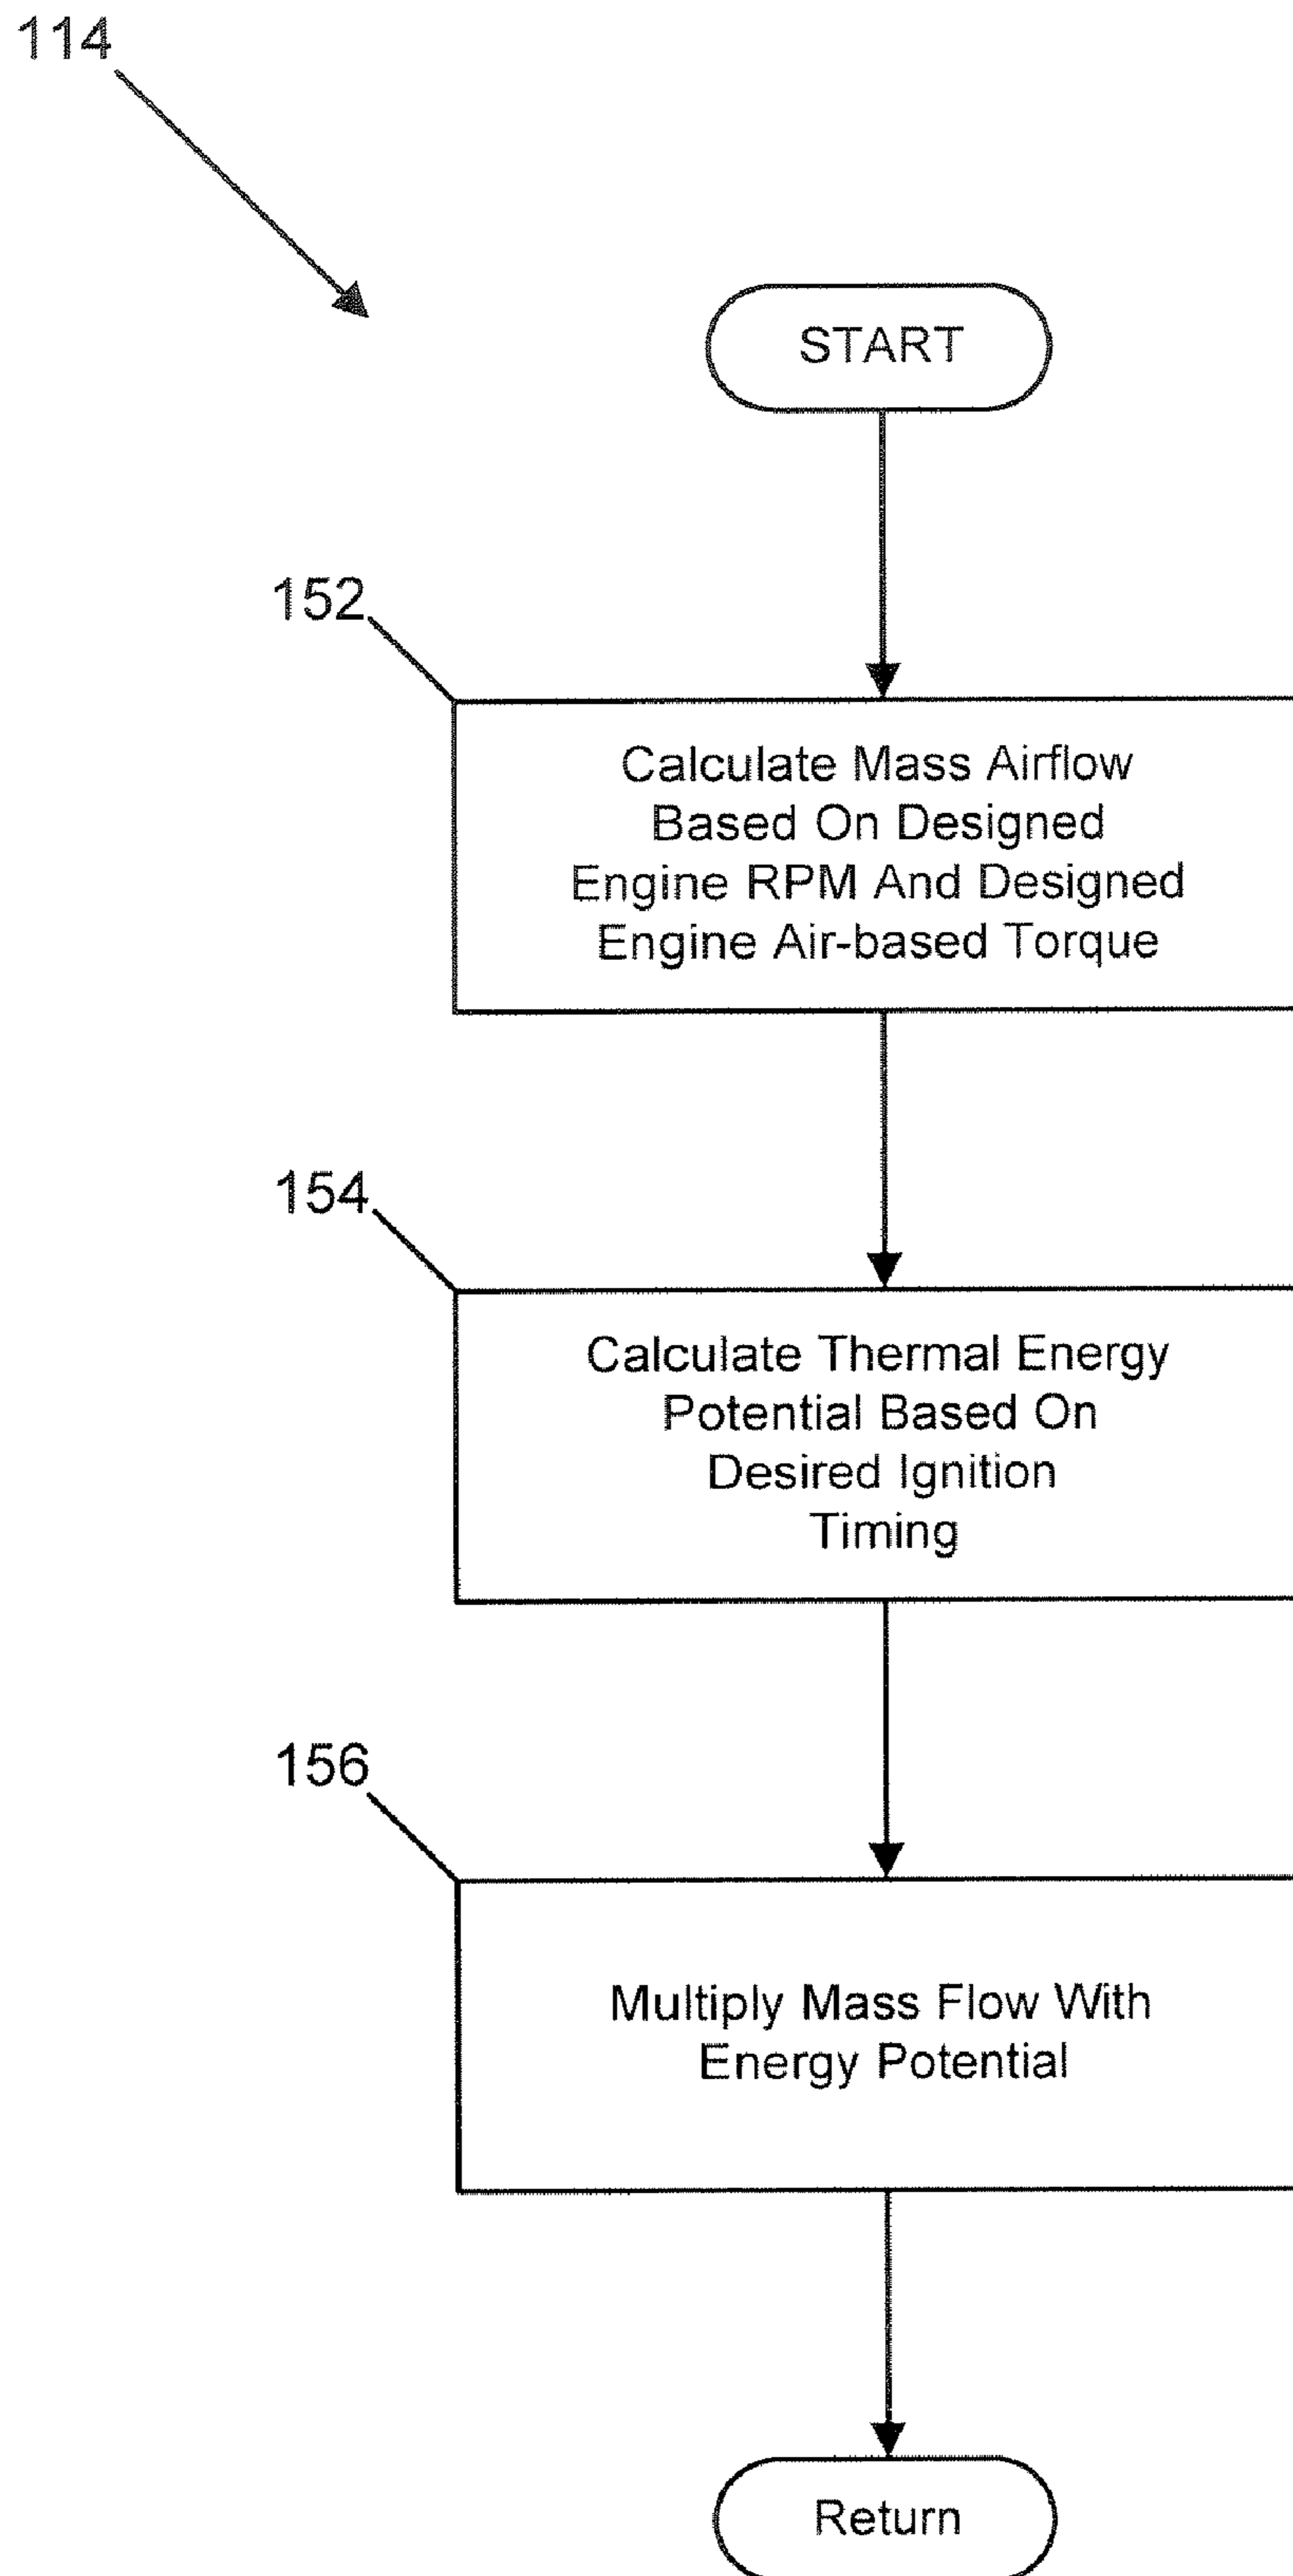 114
START
152
Calculate Mass Airflow
Based On Designed
Engine RPM And Designed
Engine Air-based Torque
154
Calculate Thermal Energy
Potential Based On
Desired Ignition
Timing
156
Multiply Mass Flow With
Energy Potential
Return